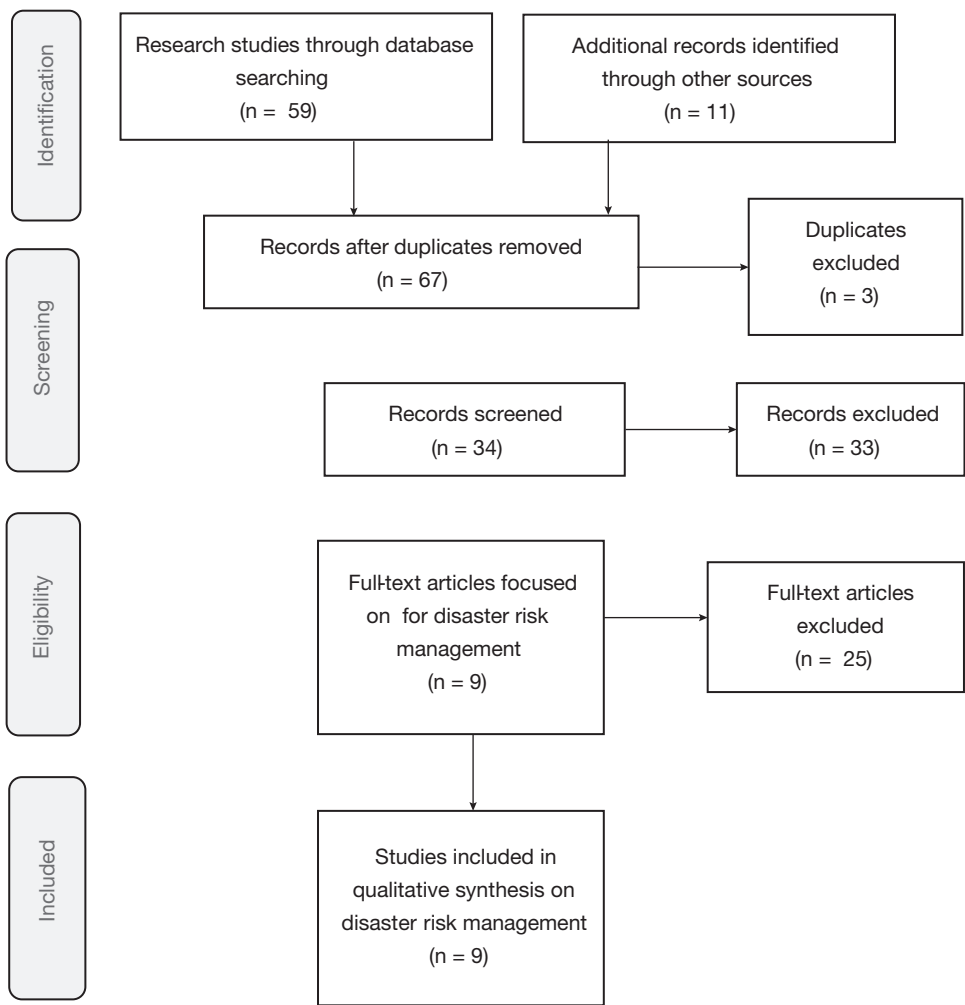 Identification
Research studies through database
searching
(n = 59)
Additional records identified
through other sources
(n = 11)
Records after duplicates removed
(n = 67)
Duplicates
excluded
(n = 3)
Screening
Records screened
(n = 34)
Records excluded
(n = 33)
Eligibility
Full-text articles focused
on for disaster risk
management
(n = 9)
Full-text articles
excluded
(n = 25)
Included
Studies included in
qualitative synthesis on
disaster risk management
(n = 9)